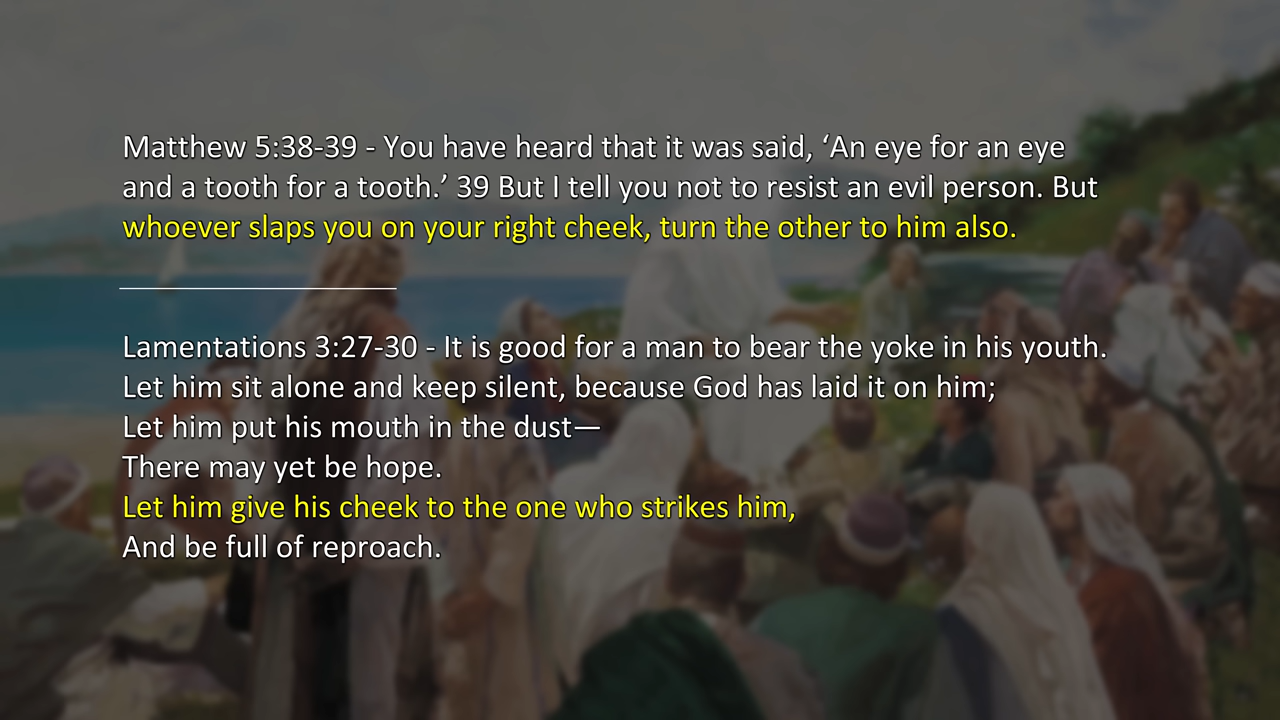 Matthew 5:38-39 - You have heard that it was said, ‘An eye for an eye
and a tooth for a tooth.’ 39 But I tell you not to resist an evil person. But
whoever slaps you on your right cheek, turn the other to him also.
Lamentations 3:27-30 - It is good for a man to bear the yoke in his youth.
Let him sit alone and keep silent, because God has laid it on him;
Let him put his mouth in the dust—
There may yet be hope.
Let him give his cheek to the one who strikes him,
And be full of reproach.